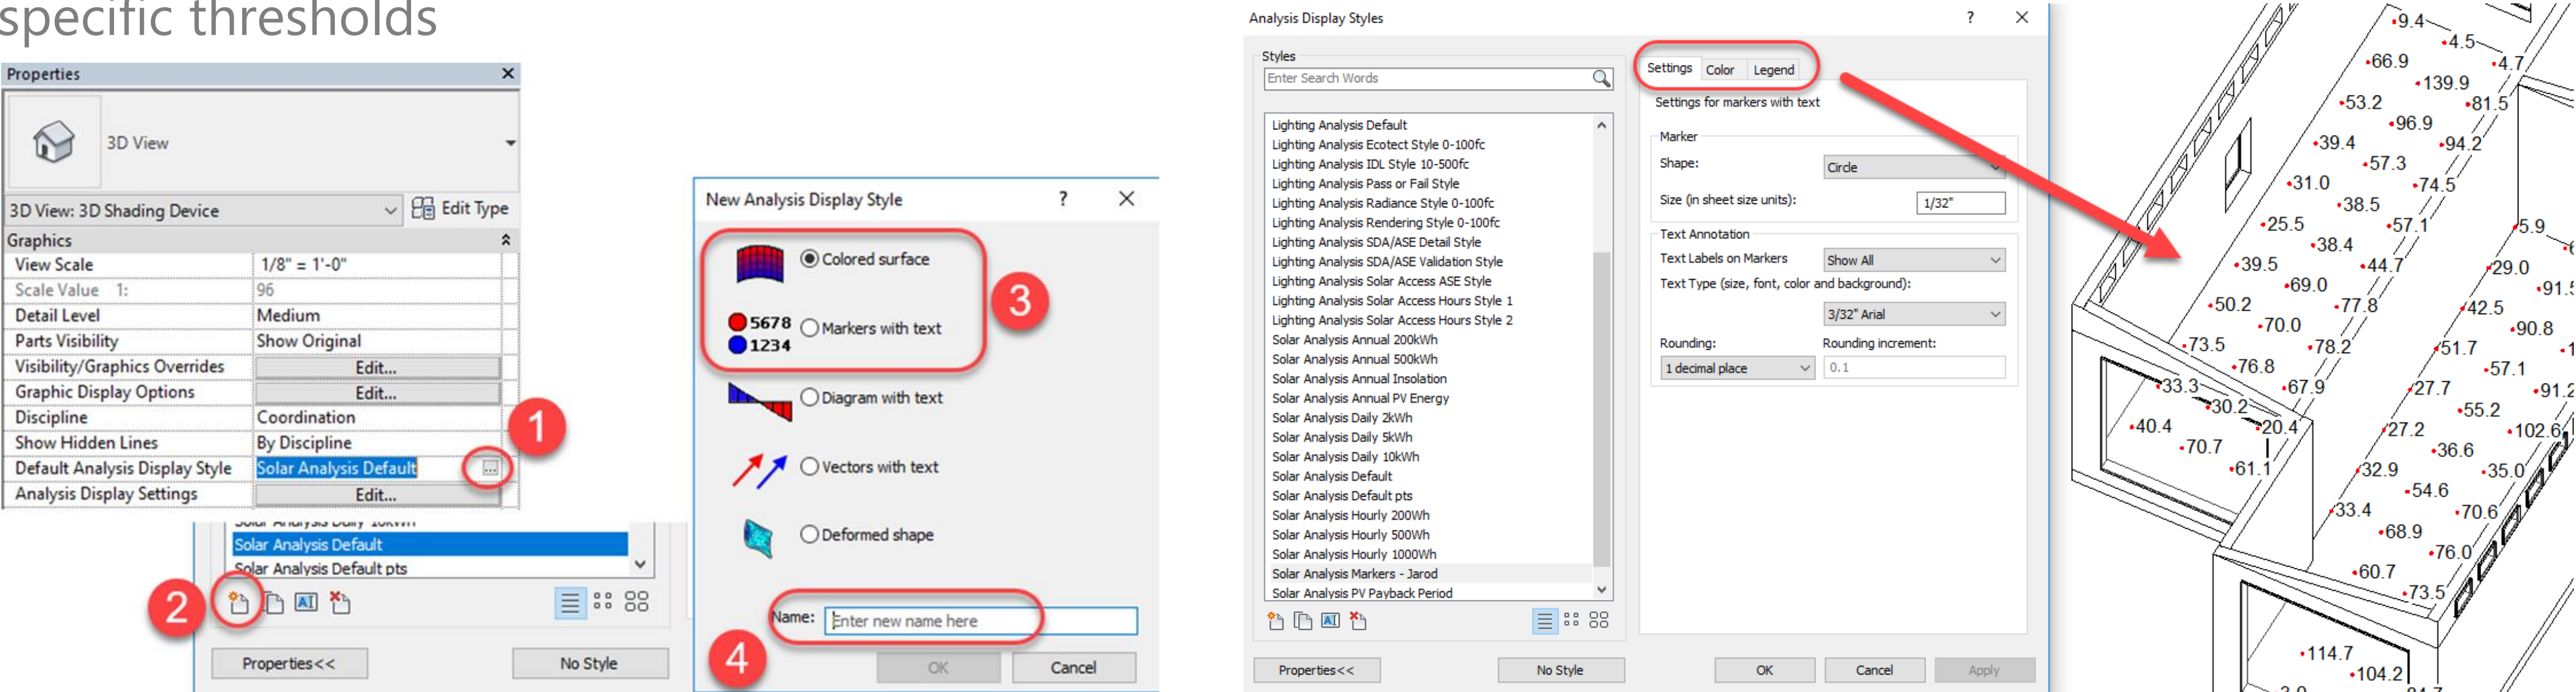 specific thresholds
Properties
3D View
3D View: 3D Shading Device
Edit Type
Graphics
View Scale 1/8" = 1'-0"
Scale Value 1: 96
Detail Level Medium
Parts Visibility Show Original
Visibility/Graphics Overrides Edit...
Graphic Display Options Edit...
Discipline Coordination
Show Hidden Lines By Discipline
Default Analysis Display Style Solar Analysis Default ...
Analysis Display Settings Edit...
1
Solar Analysis Daily 10kWh
Solar Analysis Default
Solar Analysis Default pts
2
AI
Properties<<
No Style
New Analysis Display Style
?
Colored surface
5678
1234
Markers with text
3
Diagram with text
Vectors with text
Deformed shape
Name: Enter new name here
4
OK
Cancel
Analysis Display Styles
?
Styles
Enter Search Words
Lighting Analysis Default
Lighting Analysis Ecotect Style 0-100fc
Lighting Analysis IDL Style 10-500fc
Lighting Analysis Pass or Fail Style
Lighting Analysis Radiance Style 0-100fc
Lighting Analysis Rendering Style 0-100fc
Lighting Analysis SDA/ASE Detail Style
Lighting Analysis SDA/ASE Validation Style
Lighting Analysis Solar Access ASE Style
Lighting Analysis Solar Access Hours Style 1
Lighting Analysis Solar Access Hours Style 2
Solar Analysis Annual 200kWh
Solar Analysis Annual 500kWh
Solar Analysis Annual Insolation
Solar Analysis Annual PV Energy
Solar Analysis Daily 2kWh
Solar Analysis Daily 5kWh
Solar Analysis Daily 10kWh
Solar Analysis Default
Solar Analysis Default pts
Solar Analysis Hourly 200Wh
Solar Analysis Hourly 500Wh
Solar Analysis Hourly 1000Wh
Solar Analysis Markers - Jarod
Solar Analysis PV Payback Period
AI
Properties<<
No Style
Settings Color Legend
Settings for markers with text
Marker
Shape: Circle
Size (in sheet size units): 1/32"
Text Annotation
Text Labels on Markers Show All
Text Type (size, font, color and background):
3/32" Arial
Rounding: Rounding increment:
1 decimal place 0.1
OK
Cancel
Apply
9.4
4.5
66.9
4.7
139.9
53.2
81.5
96.9
39.4
94.2
57.3
31.0
74.5
38.5
25.5
57.1
5.9
38.4
39.5
44.7
29.0
69.0
91.5
50.2
77.8
42.5
70.0
90.8
73.5
78.2
51.7
76.8
57.1
33.3
67.9
27.7
91.2
30.2
55.2
40.4
20.4
27.2
102.6
70.7
36.6
61.1
32.9
35.0
54.6
33.4
70.6
68.9
76.0
60.7
73.5
114.7
104.2